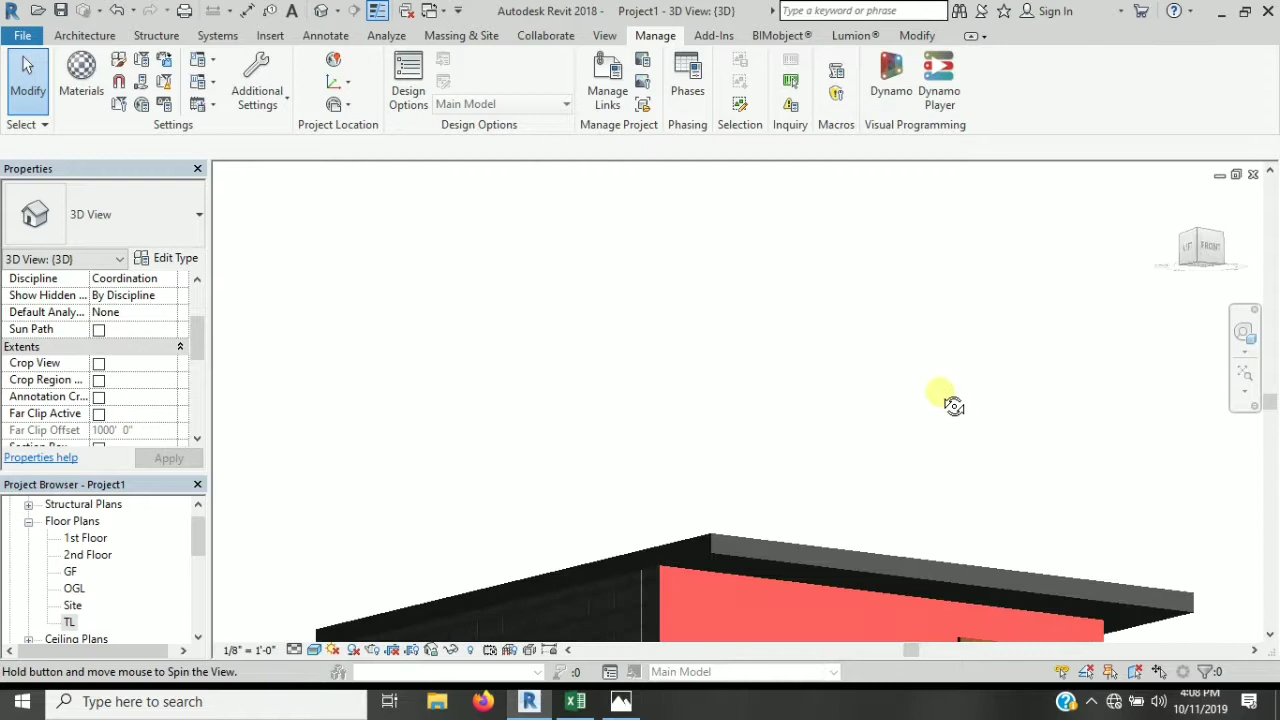 Autodesk Revit 2018 - Project1 - 3D View: {3D}
Type a keyword or phrase
Sign In
File Architecture Structure Systems Insert Annotate Analyze Massing & Site Collaborate View Manage Add-Ins BIMobject® Lumion® Modify
Modify
Materials
Additional
Settings
Design
Options
Main Model
Manage
Links
Phases
Dynamo
Dynamo
Player
Select Settings Project Location Design Options Manage Project Phasing Selection Inquiry Macros Visual Programming
Properties
3D View
3D View: {3D} Edit Type
Discipline Coordination
Show Hidden ... By Discipline
Default Analy... None
Sun Path
Extents
Crop View
Crop Region ...
Annotation Cr...
Far Clip Active
Far Clip Offset 1000' 0"
Properties help Apply
Project Browser - Project1
Structural Plans
Floor Plans
1st Floor
2nd Floor
GF
OGL
Site
TL
Ceiling Plans
FRONT
1/8" = 1'-0"
Hold button and move mouse to Spin the View.
:0
Main Model
:0
Type here to search
4:08 PM
10/11/2019